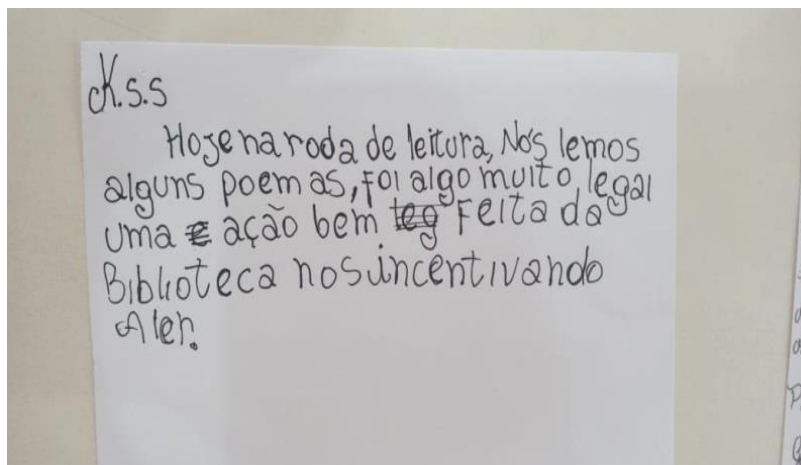 K.S.S
Hoje na roda de leitura, Nós lemos
alguns poemas, foi algo muito legal
uma ação bem feita da
Biblioteca nos incentivando
A ler.